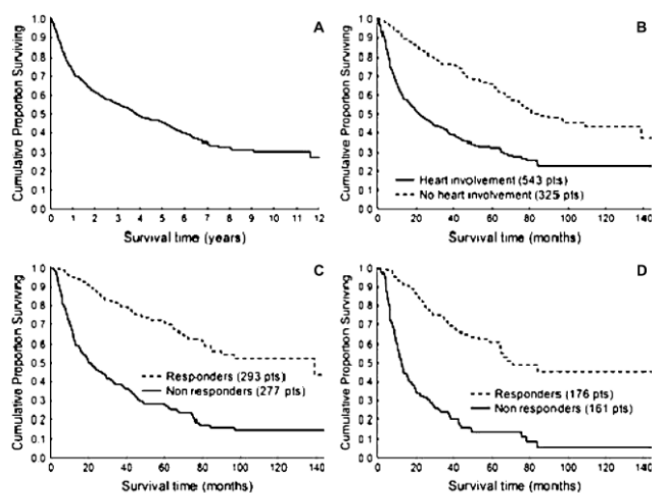 A
Cumulative Proportion Surviving
1 0
0 9
0 8
0 7
0 6
0 5
0 4
0 3
0 2
0 1
0 0
0 1 2 3 4 5 6 7 8 9 10 11 12
Survival time (years)
B
Cumulative Proportion Surviving
1 0
0 9
0 8
0 7
0 6
0 5
0 4
0 3
0 2
0 1
0 0
Heart involvement (543 pts)
No heart involvement (325 pts)
0 20 40 60 80 100 120 140
Survival time (months)
C
Cumulative Proportion Surviving
1 0
0 9
0 8
0 7
0 6
0 5
0 4
0 3
0 2
0 1
0 0
Responders (293 pts)
Non responders (277 pts)
0 20 40 60 80 100 120 140
Survival time (months)
D
Cumulative Proportion Surviving
1 0
0 9
0 8
0 7
0 6
0 5
0 4
0 3
0 2
0 1
0 0
Responders (176 pts)
Non responders (161 pts)
0 20 40 60 80 100 120 140
Survival time (months)